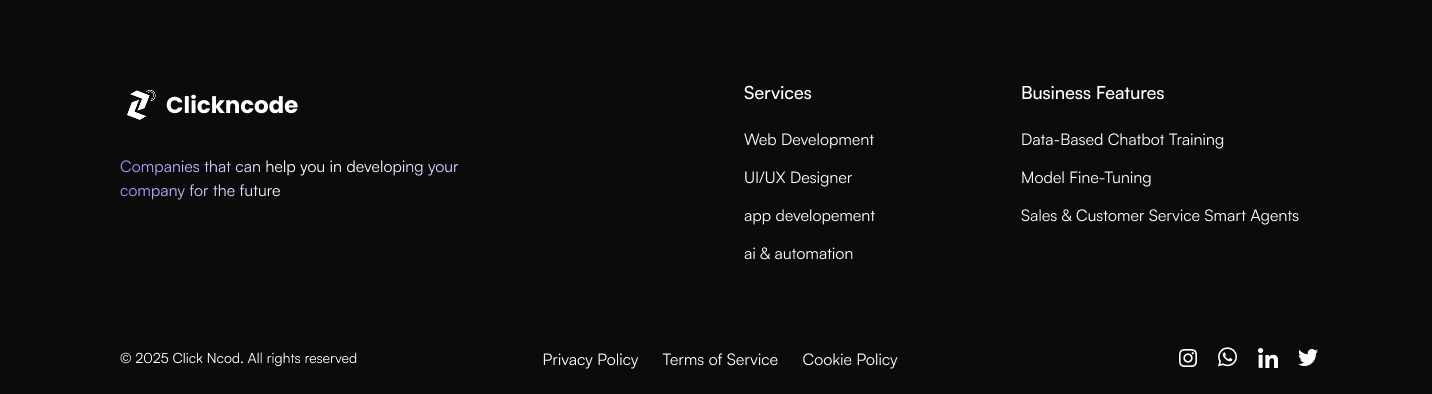 Clickncode
Companies that can help you in developing your
company for the future
Services
Web Development
UI/UX Designer
app developement
ai & automation
Business Features
Data-Based Chatbot Training
Model Fine-Tuning
Sales & Customer Service Smart Agents
© 2025 Click Ncod. All rights reserved
Privacy Policy
Terms of Service
Cookie Policy